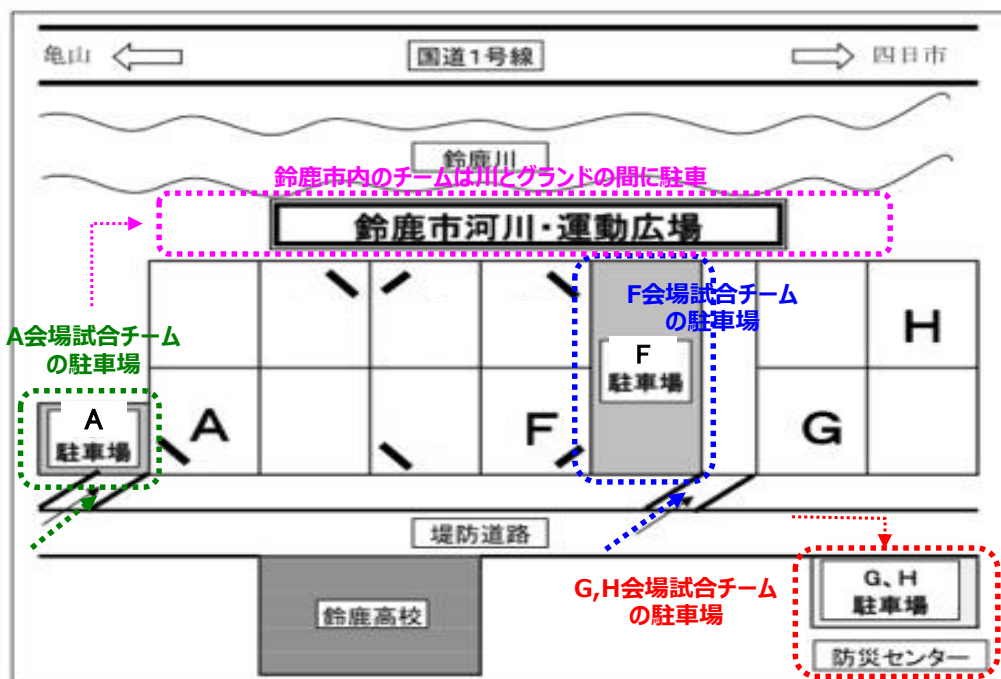 亀山
国道1号線
四日市
鈴鹿川
鈴鹿市内のチームは川とグランドの間に駐車
鈴鹿市河川・運動広場
F会場試合チーム
の駐車場
H
A会場試合チーム
の駐車場
F
駐車場
A
駐車場
A
F
G
堤防道路
G,H会場試合チーム
の駐車場
G、H
駐車場
鈴鹿高校
防災センター